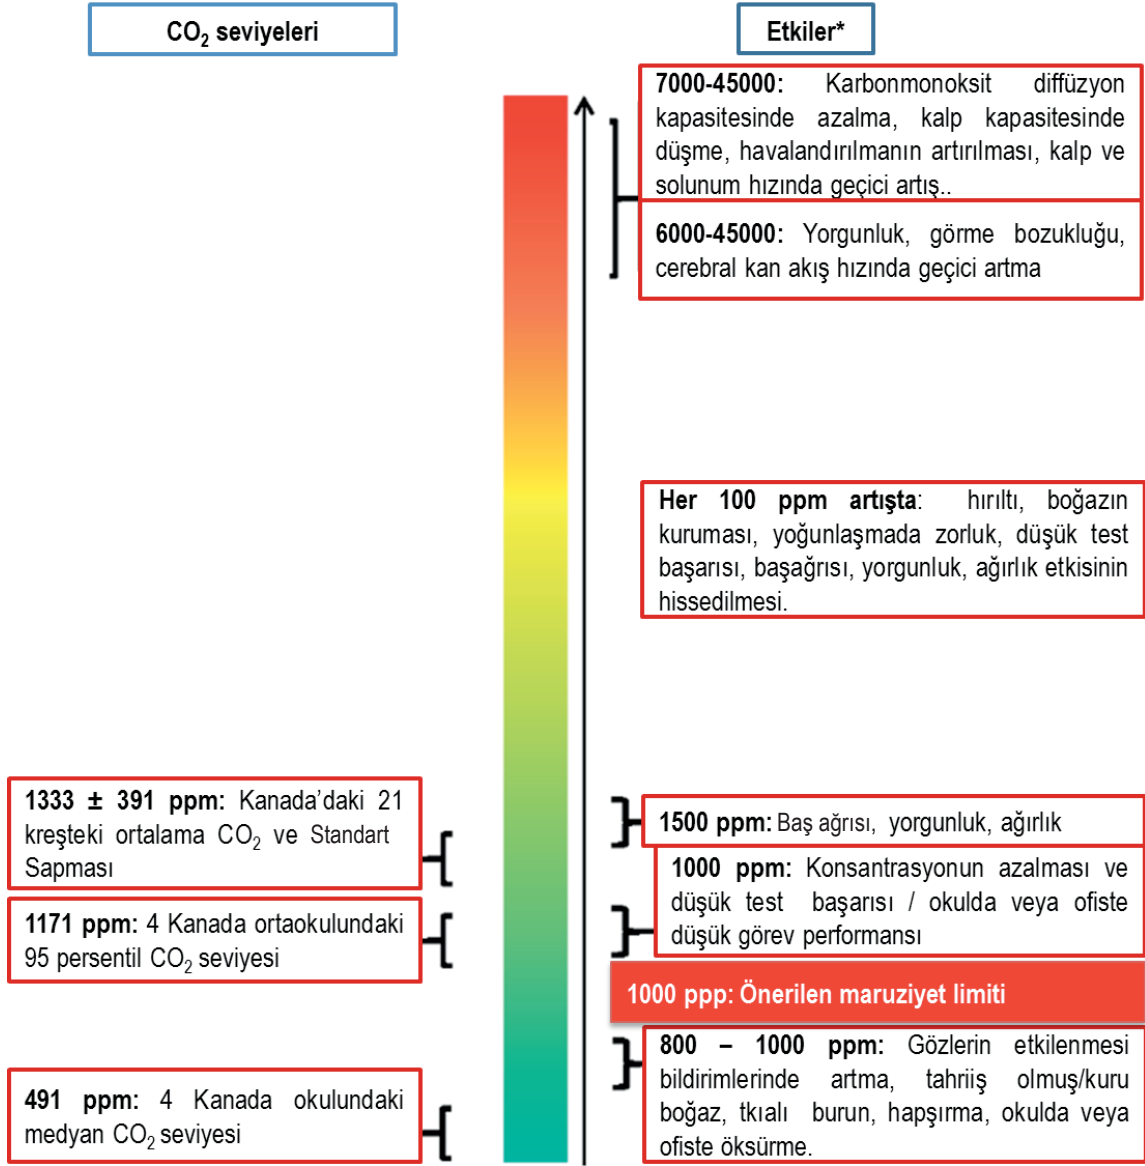 CO₂ seviyeleri
Etkiler*
7000-45000: Karbonmonoksit diffüzyon
kapasitesinde azalma, kalp kapasitesinde
düşme, havalandırılmanın artırılması, kalp ve
solunum hızında geçici artış..
6000-45000: Yorgunluk, görme bozukluğu,
cerebral kan akış hızında geçici artma
Her 100 ppm artışta: hırıltı, boğazın
kuruması, yoğunlaşmada zorluk, düşük test
başarısı, başağrısı, yorgunluk, ağırlık etkisinin
hissedilmesi.
1333 ± 391 ppm: Kanada’daki 21
kreşteki ortalama CO₂ ve Standart
Sapması
1500 ppm: Baş ağrısı, yorgunluk, ağırlık
1000 ppm: Konsantrasyonun azalması ve
düşük test başarısı / okulda veya ofiste
düşük görev performansı
1171 ppm: 4 Kanada ortaokulundaki
95 persentil CO₂ seviyesi
1000 ppp: Önerilen maruziyet limiti
800 – 1000 ppm: Gözlerin etkilenmesi
bildirimlerinde artma, tahriiş olmuş/kuru
boğaz, tkıalı burun, hapşırma, okulda veya
ofiste öksürme.
491 ppm: 4 Kanada okulundaki
medyan CO₂ seviyesi